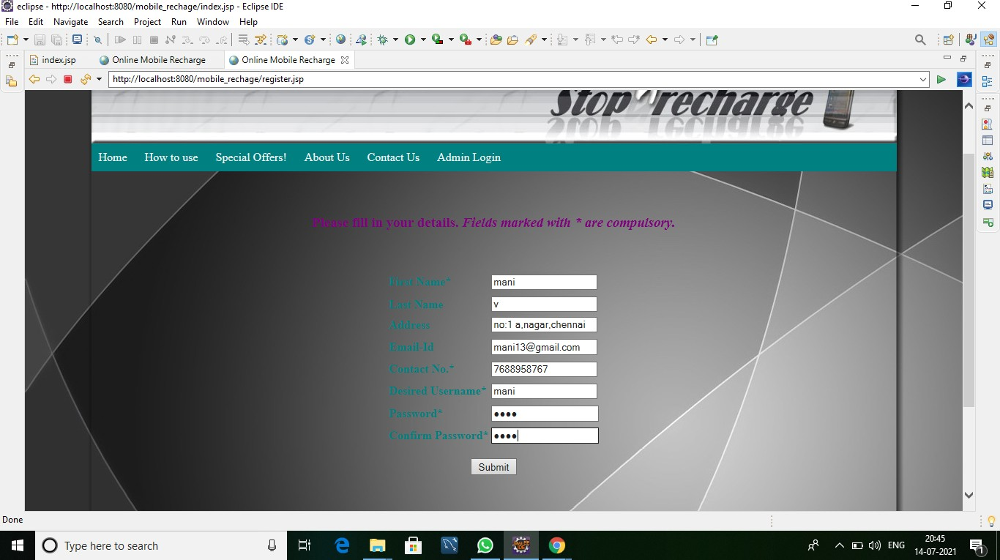 eclipse - http://localhost:8080/mobile_rechage/index.jsp - Eclipse IDE
File Edit Navigate Search Project Run Window Help
index.jsp Online Mobile Recharge Online Mobile Recharge
http://localhost:8080/mobile_rechage/register.jsp
Stop recharge
Home How to use Special Offers! About Us Contact Us Admin Login
Please fill in your details. Fields marked with * are compulsory.
First Name* mani
Last Name v
Address no:1 a,nagar,chennai
Email-Id mani13@gmail.com
Contact No.* 7688958767
Desired Username* mani
Password* ●●●●
Confirm Password* ●●●●
Submit
Done
Type here to search
ENG
20:45
14-07-2021
1